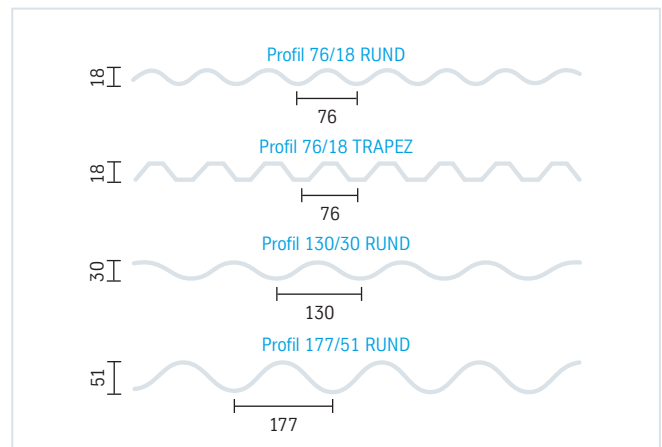 Profil 76/18 RUND
18
76
Profil 76/18 TRAPEZ
18
76
Profil 130/30 RUND
30
130
Profil 177/51 RUND
51
177